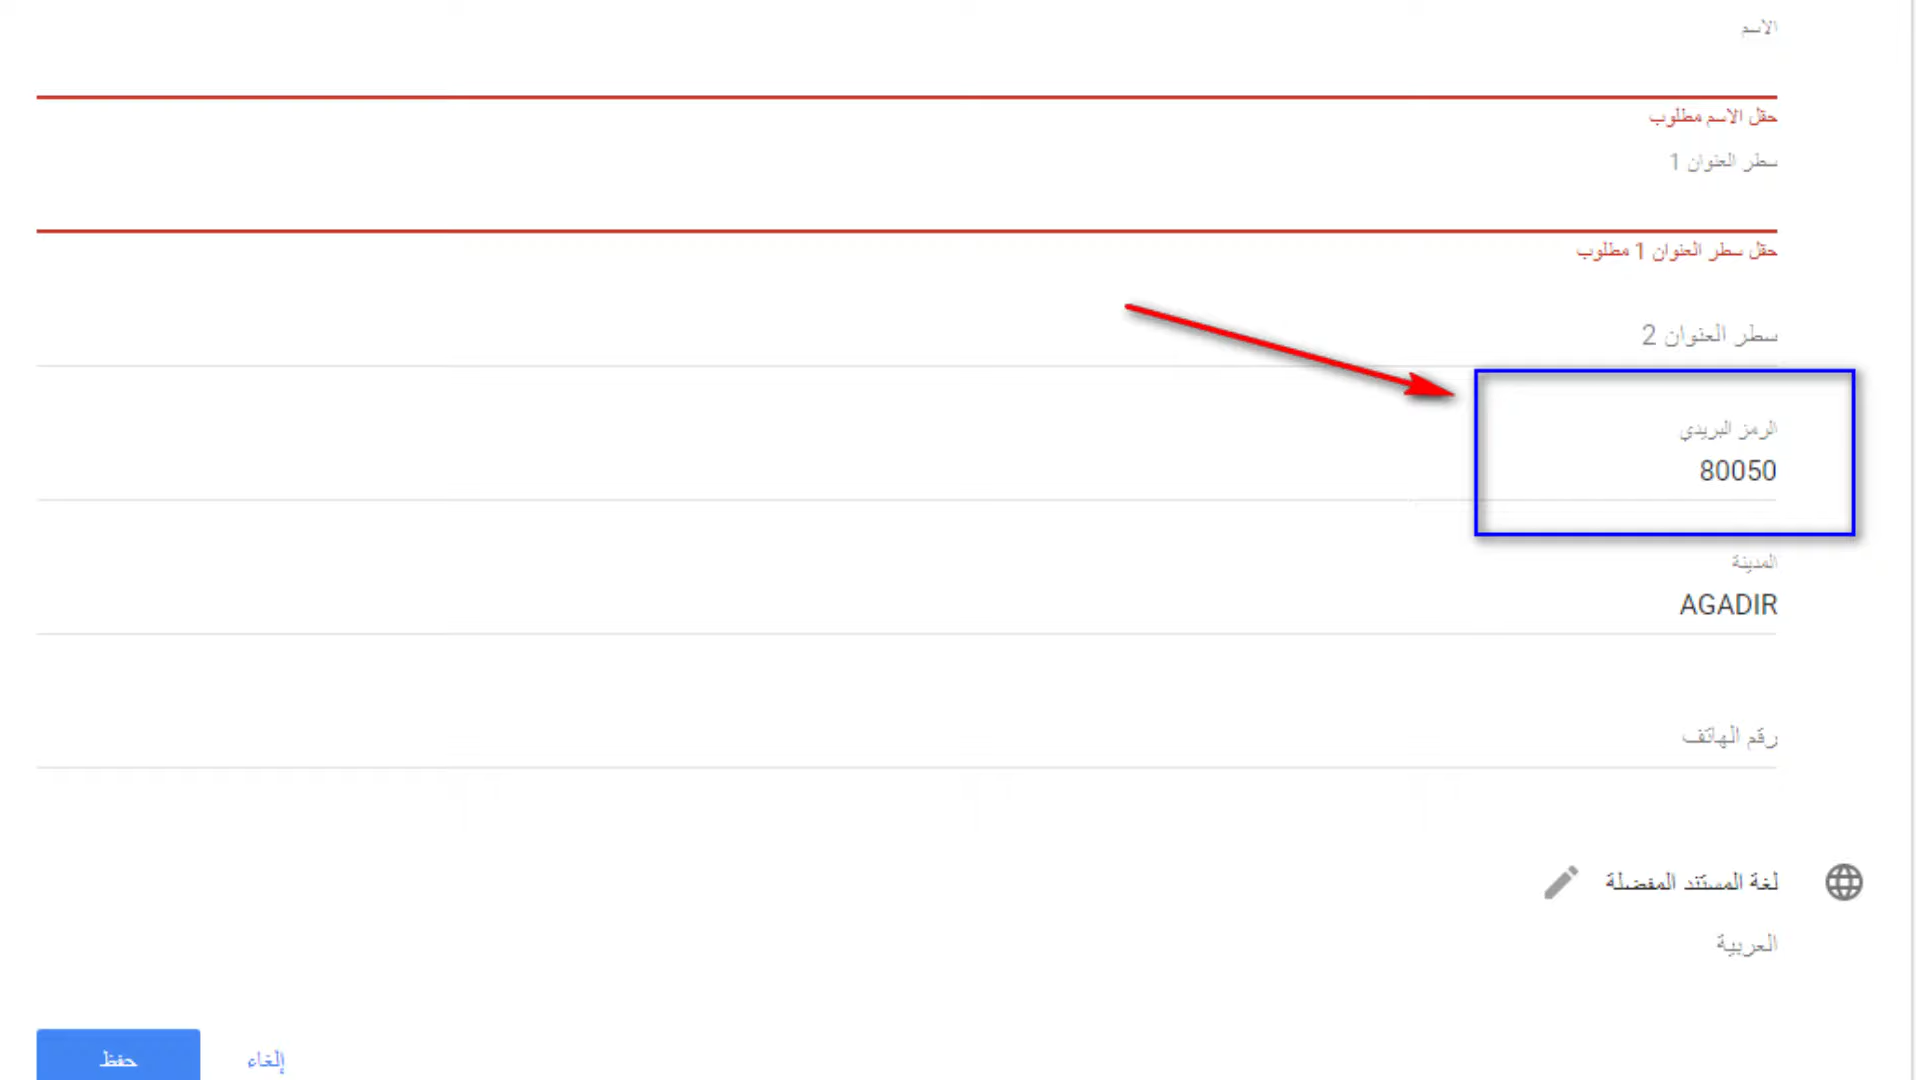 الاسم
حقل الاسم مطلوب
سطر العنوان 1
حقل سطر العنوان 1 مطلوب
سطر العنوان 2
الرمز البريدي
80050
المدينة
AGADIR
رقم الهاتف
لغة المستند المفضلة
العربية
إلغاء
حفظ